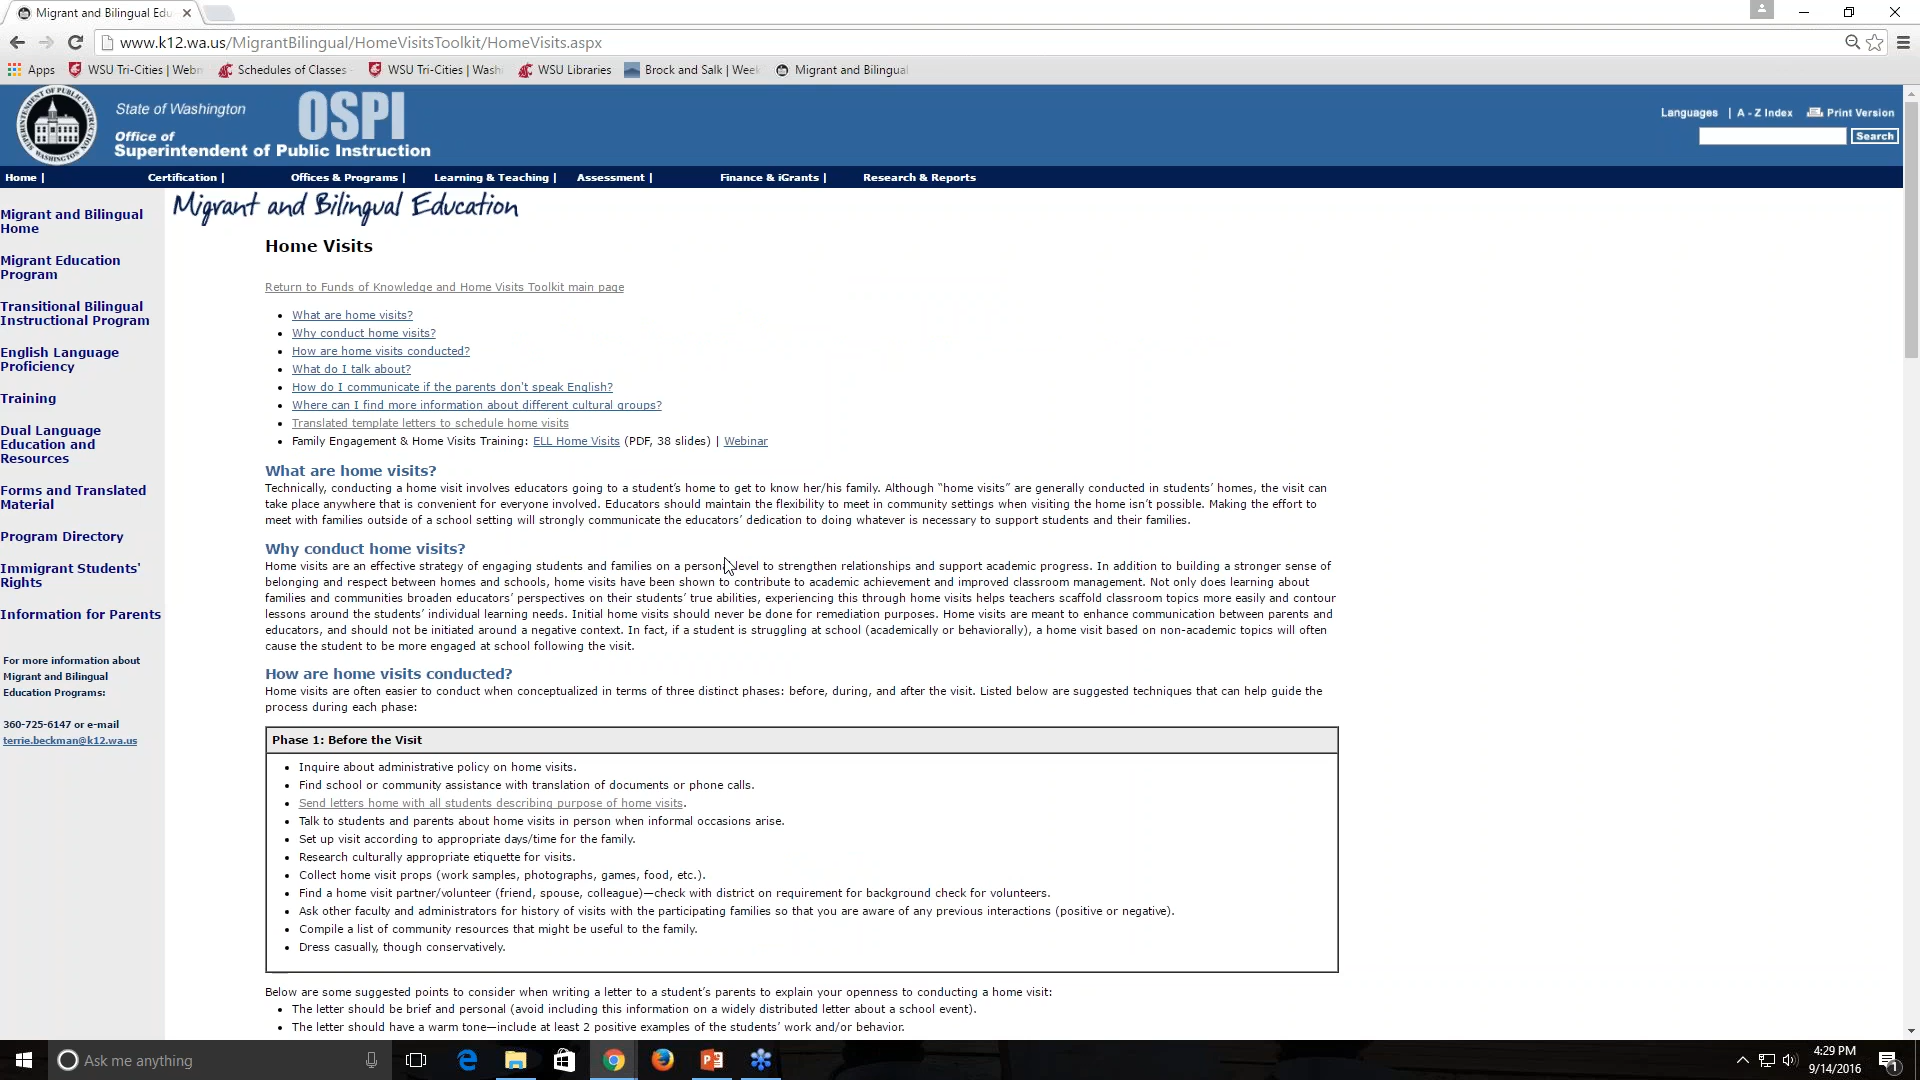 Migrant and Bilingual Edu
www.k12.wa.us/MigrantBilingual/HomeVisitsToolkit/HomeVisits.aspx
Apps WSU Tri-Cities | Webm Schedules of Classes WSU Tri-Cities | Washi WSU Libraries Brock and Salk | Week Migrant and Bilingual
State of Washington OSPI
Office of
Superintendent of Public Instruction
Languages | A - Z Index Print Version
Search
Home | Certification | Offices & Programs | Learning & Teaching | Assessment | Finance & iGrants | Research & Reports
Migrant and Bilingual Education
Migrant and Bilingual
Home
Migrant Education
Program
Transitional Bilingual
Instructional Program
English Language
Proficiency
Training
Dual Language
Education and
Resources
Forms and Translated
Material
Program Directory
Immigrant Students'
Rights
Information for Parents
For more information about
Migrant and Bilingual
Education Programs:
360-725-6147 or e-mail
terrie.beckman@k12.wa.us
Home Visits
Return to Funds of Knowledge and Home Visits Toolkit main page
• What are home visits?
• Why conduct home visits?
• How are home visits conducted?
• What do I talk about?
• How do I communicate if the parents don't speak English?
• Where can I find more information about different cultural groups?
• Translated template letters to schedule home visits
• Family Engagement & Home Visits Training: ELL Home Visits (PDF, 38 slides) | Webinar
What are home visits?
Technically, conducting a home visit involves educators going to a student's home to get to know her/his family. Although “home visits” are generally conducted in students’ homes, the visit can
take place anywhere that is convenient for everyone involved. Educators should maintain the flexibility to meet in community settings when visiting the home isn’t possible. Making the effort to
meet with families outside of a school setting will strongly communicate the educators’ dedication to doing whatever is necessary to support students and their families.
Why conduct home visits?
Home visits are an effective strategy of engaging students and families on a personal level to strengthen relationships and support academic progress. In addition to building a stronger sense of
belonging and respect between homes and schools, home visits have been shown to contribute to academic achievement and improved classroom management. Not only does learning about
families and communities broaden educators’ perspectives on their students’ true abilities, experiencing this through home visits helps teachers scaffold classroom topics more easily and contour
lessons around the students’ individual learning needs. Initial home visits should never be done for remediation purposes. Home visits are meant to enhance communication between parents and
educators, and should not be initiated around a negative context. In fact, if a student is struggling at school (academically or behaviorally), a home visit based on non-academic topics will often
cause the student to be more engaged at school following the visit.
How are home visits conducted?
Home visits are often easier to conduct when conceptualized in terms of three distinct phases: before, during, and after the visit. Listed below are suggested techniques that can help guide the
process during each phase:
Phase 1: Before the Visit
• Inquire about administrative policy on home visits.
• Find school or community assistance with translation of documents or phone calls.
• Send letters home with all students describing purpose of home visits.
• Talk to students and parents about home visits in person when informal occasions arise.
• Set up visit according to appropriate days/time for the family.
• Research culturally appropriate etiquette for visits.
• Collect home visit props (work samples, photographs, games, food, etc.).
• Find a home visit partner/volunteer (friend, spouse, colleague)—check with district on requirement for background check for volunteers.
• Ask other faculty and administrators for history of visits with the participating families so that you are aware of any previous interactions (positive or negative).
• Compile a list of community resources that might be useful to the family.
• Dress casually, though conservatively.
Below are some suggested points to consider when writing a letter to a student’s parents to explain your openness to conducting a home visit:
• The letter should be brief and personal (avoid including this information on a widely distributed letter about a school event).
• The letter should have a warm tone—include at least 2 positive examples of the students’ work and/or behavior.
Ask me anything
4:29 PM
9/14/2016
1